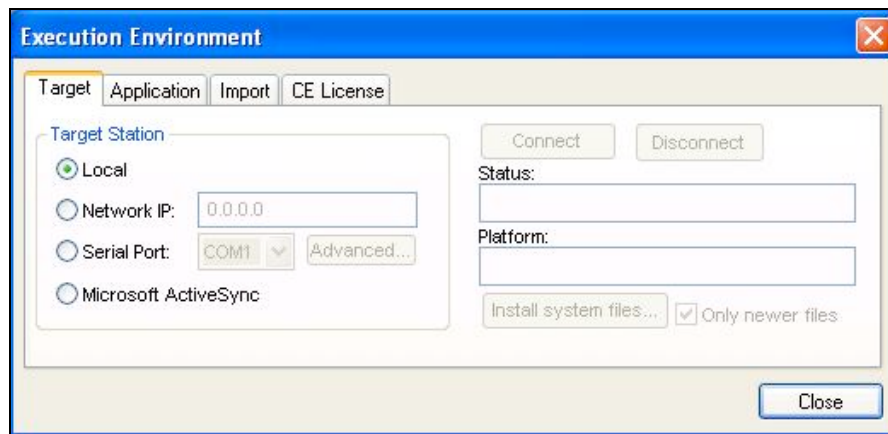 Execution Environment
Target Application Import CE License
Target Station
Local
Network IP: 0.0.0.0
Serial Port: COM1 Advanced...
Microsoft ActiveSync
Connect Disconnect
Status:
Platform:
Install system files... Only newer files
Close